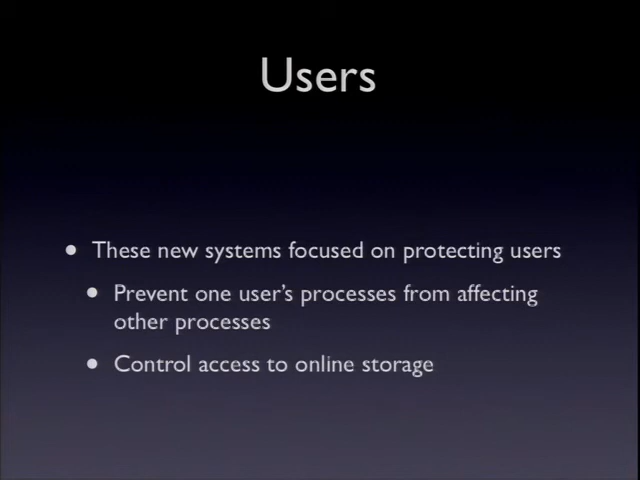 Users
• These new systems focused on protecting users
• Prevent one user's processes from affecting
other processes
• Control access to online storage